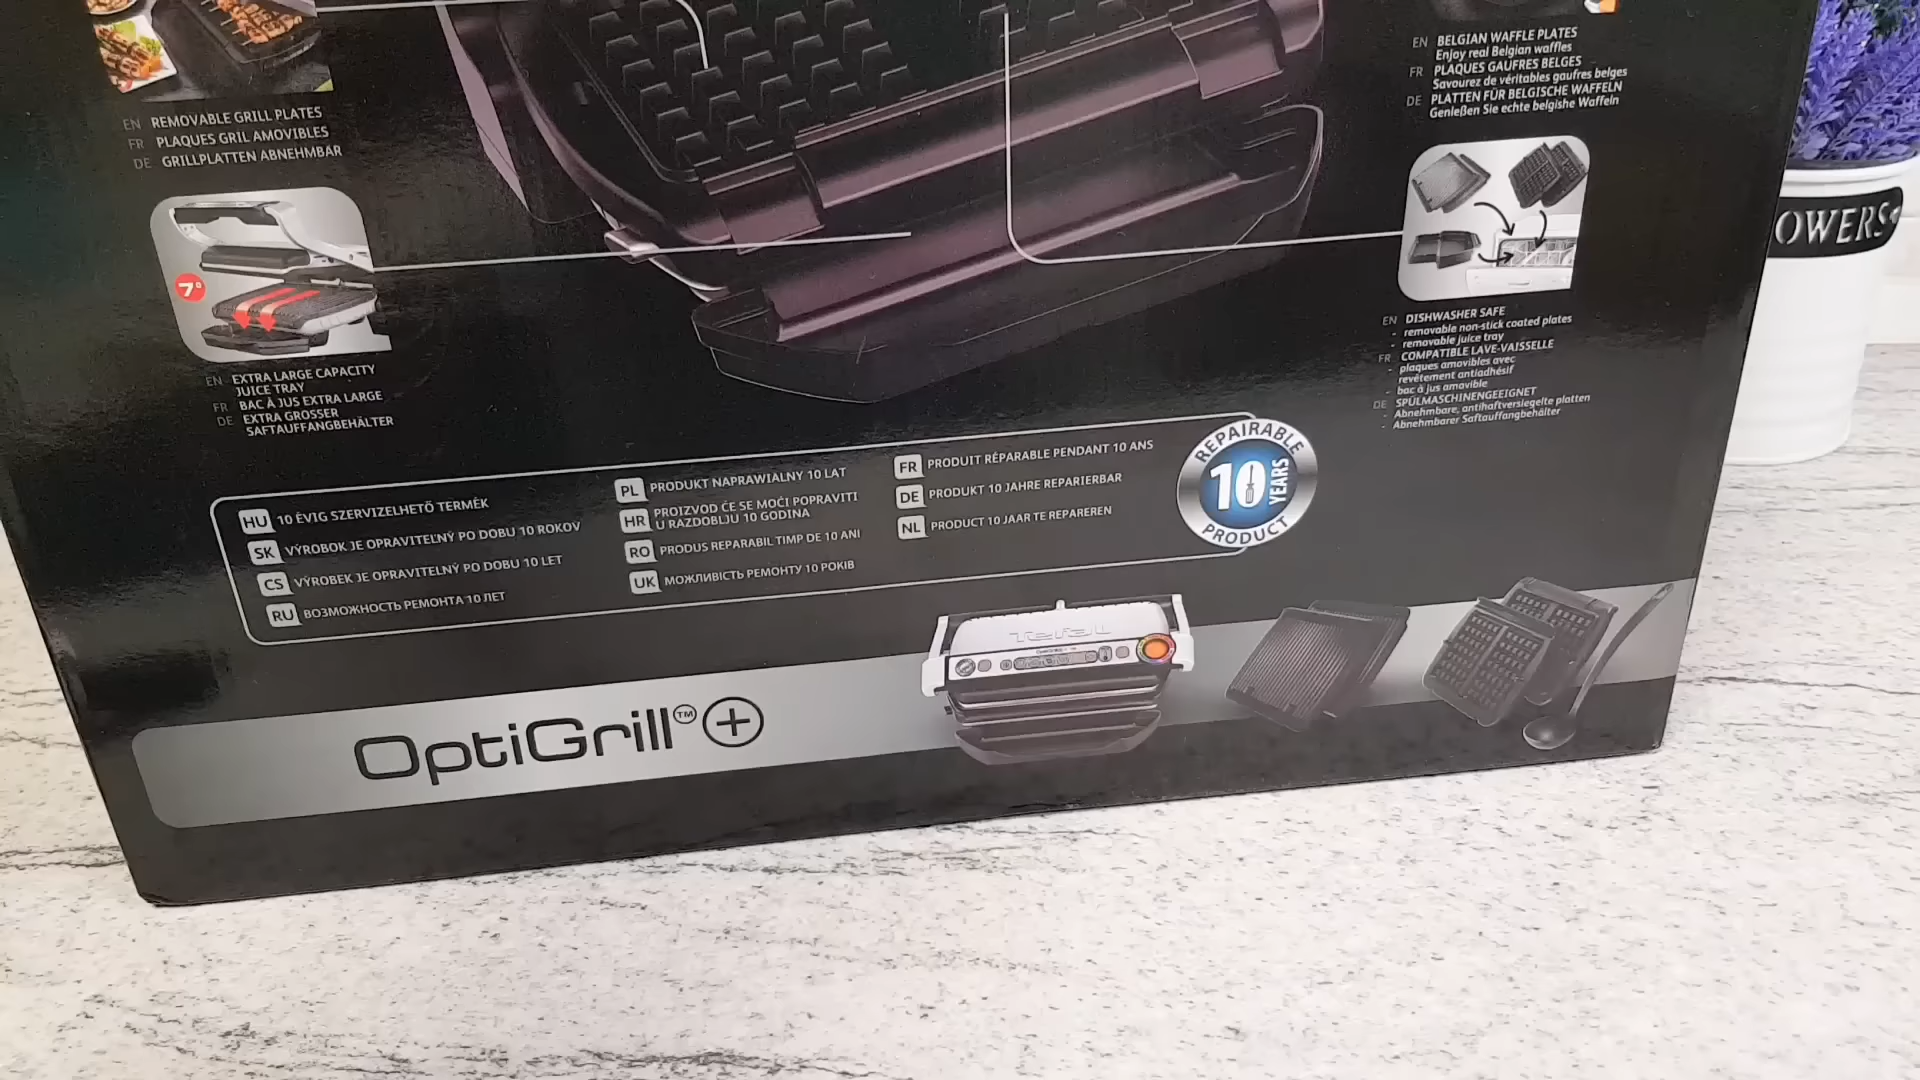 EN REMOVABLE GRILL PLATES
FR PLAQUES GRIL AMOVIBLES
DE GRILLPLATTEN ABNEHMBAR
7°
EN EXTRA LARGE CAPACITY
JUICE TRAY
FR BAC À JUS EXTRA LARGE
DE EXTRA GROSSER
SAFTAUFFANGBEHÄLTER
EN BELGIAN WAFFLE PLATES
Enjoy real Belgian waffles
FR PLAQUES GAUFRES BELGES
Savourez de véritables gaufres belges
DE PLATTEN FÜR BELGISCHE WAFFELN
Genießen Sie echte belgishe Waffeln
EN DISHWASHER SAFE
- removable non-stick coated plates
- removable juice tray
FR COMPATIBLE LAVE-VAISSELLE
- plaques amovibles avec
revêtement antiadhésif
- bac à jus amovible
DE SPÜLMASCHINENGEEIGNET
- Abnehmbare, antihaftversiegelte platten
- Abnehmbarer Saftauffangbehälter
HU 10 ÉVIG SZERVIZELHETŐ TERMÉK
SK VÝROBOK JE OPRAVITEĽNÝ PO DOBU 10 ROKOV
CS VÝROBEK JE OPRAVITELNÝ PO DOBU 10 LET
RU ВОЗМОЖНОСТЬ РЕМОНТА 10 ЛЕТ
PL PRODUKT NAPRAWIALNY 10 LAT
HR PROIZVOD ĆE SE MOĆI POPRAVITI
U RAZDOBLJU 10 GODINA
RO PRODUS REPARABIL TIMP DE 10 ANI
UK МОЖЛИВІСТЬ РЕМОНТУ 10 РОКІВ
FR PRODUIT RÉPARABLE PENDANT 10 ANS
DE PRODUKT 10 JAHRE REPARIERBAR
NL PRODUCT 10 JAAR TE REPAREREN
REPAIRABLE
10 YEARS
PRODUCT
OptiGrill™+
Tefal
OWERS